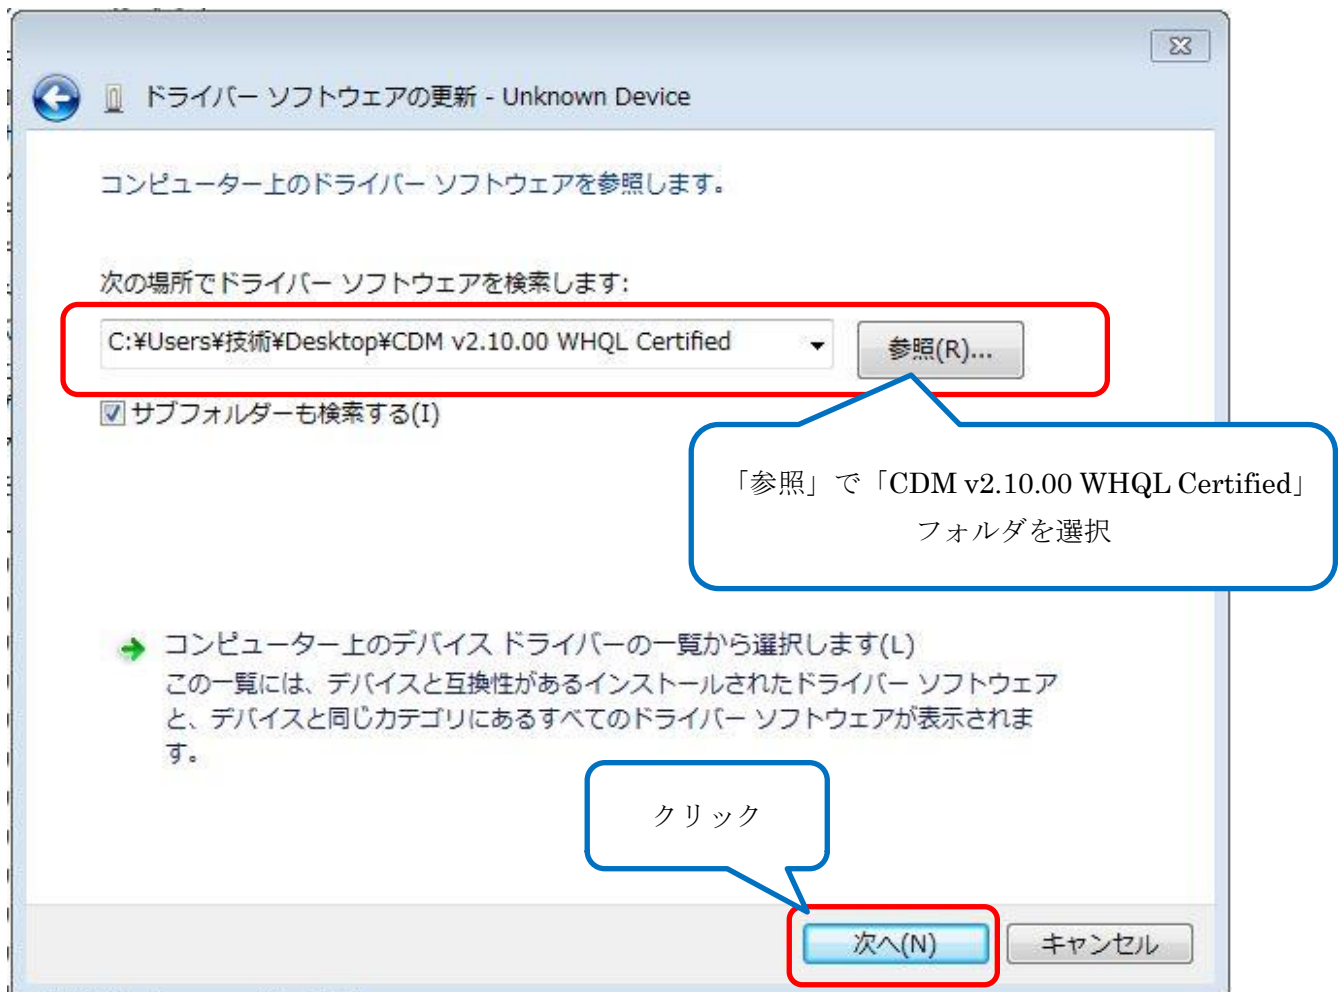 ドライバー ソフトウェアの更新 - Unknown Device
コンピューター上のドライバー ソフトウェアを参照します。
次の場所でドライバー ソフトウェアを検索します:
C:¥Users¥技術¥Desktop¥CDM v2.10.00 WHQL Certified
参照(R)...
サブフォルダーも検索する(I)
「参照」で「CDM v2.10.00 WHQL Certified」
フォルダを選択
コンピューター上のデバイス ドライバーの一覧から選択します(L)
この一覧には、デバイスと互換性があるインストールされたドライバー ソフトウェア
と、デバイスと同じカテゴリにあるすべてのドライバー ソフトウェアが表示されま
す。
クリック
次へ(N)
キャンセル